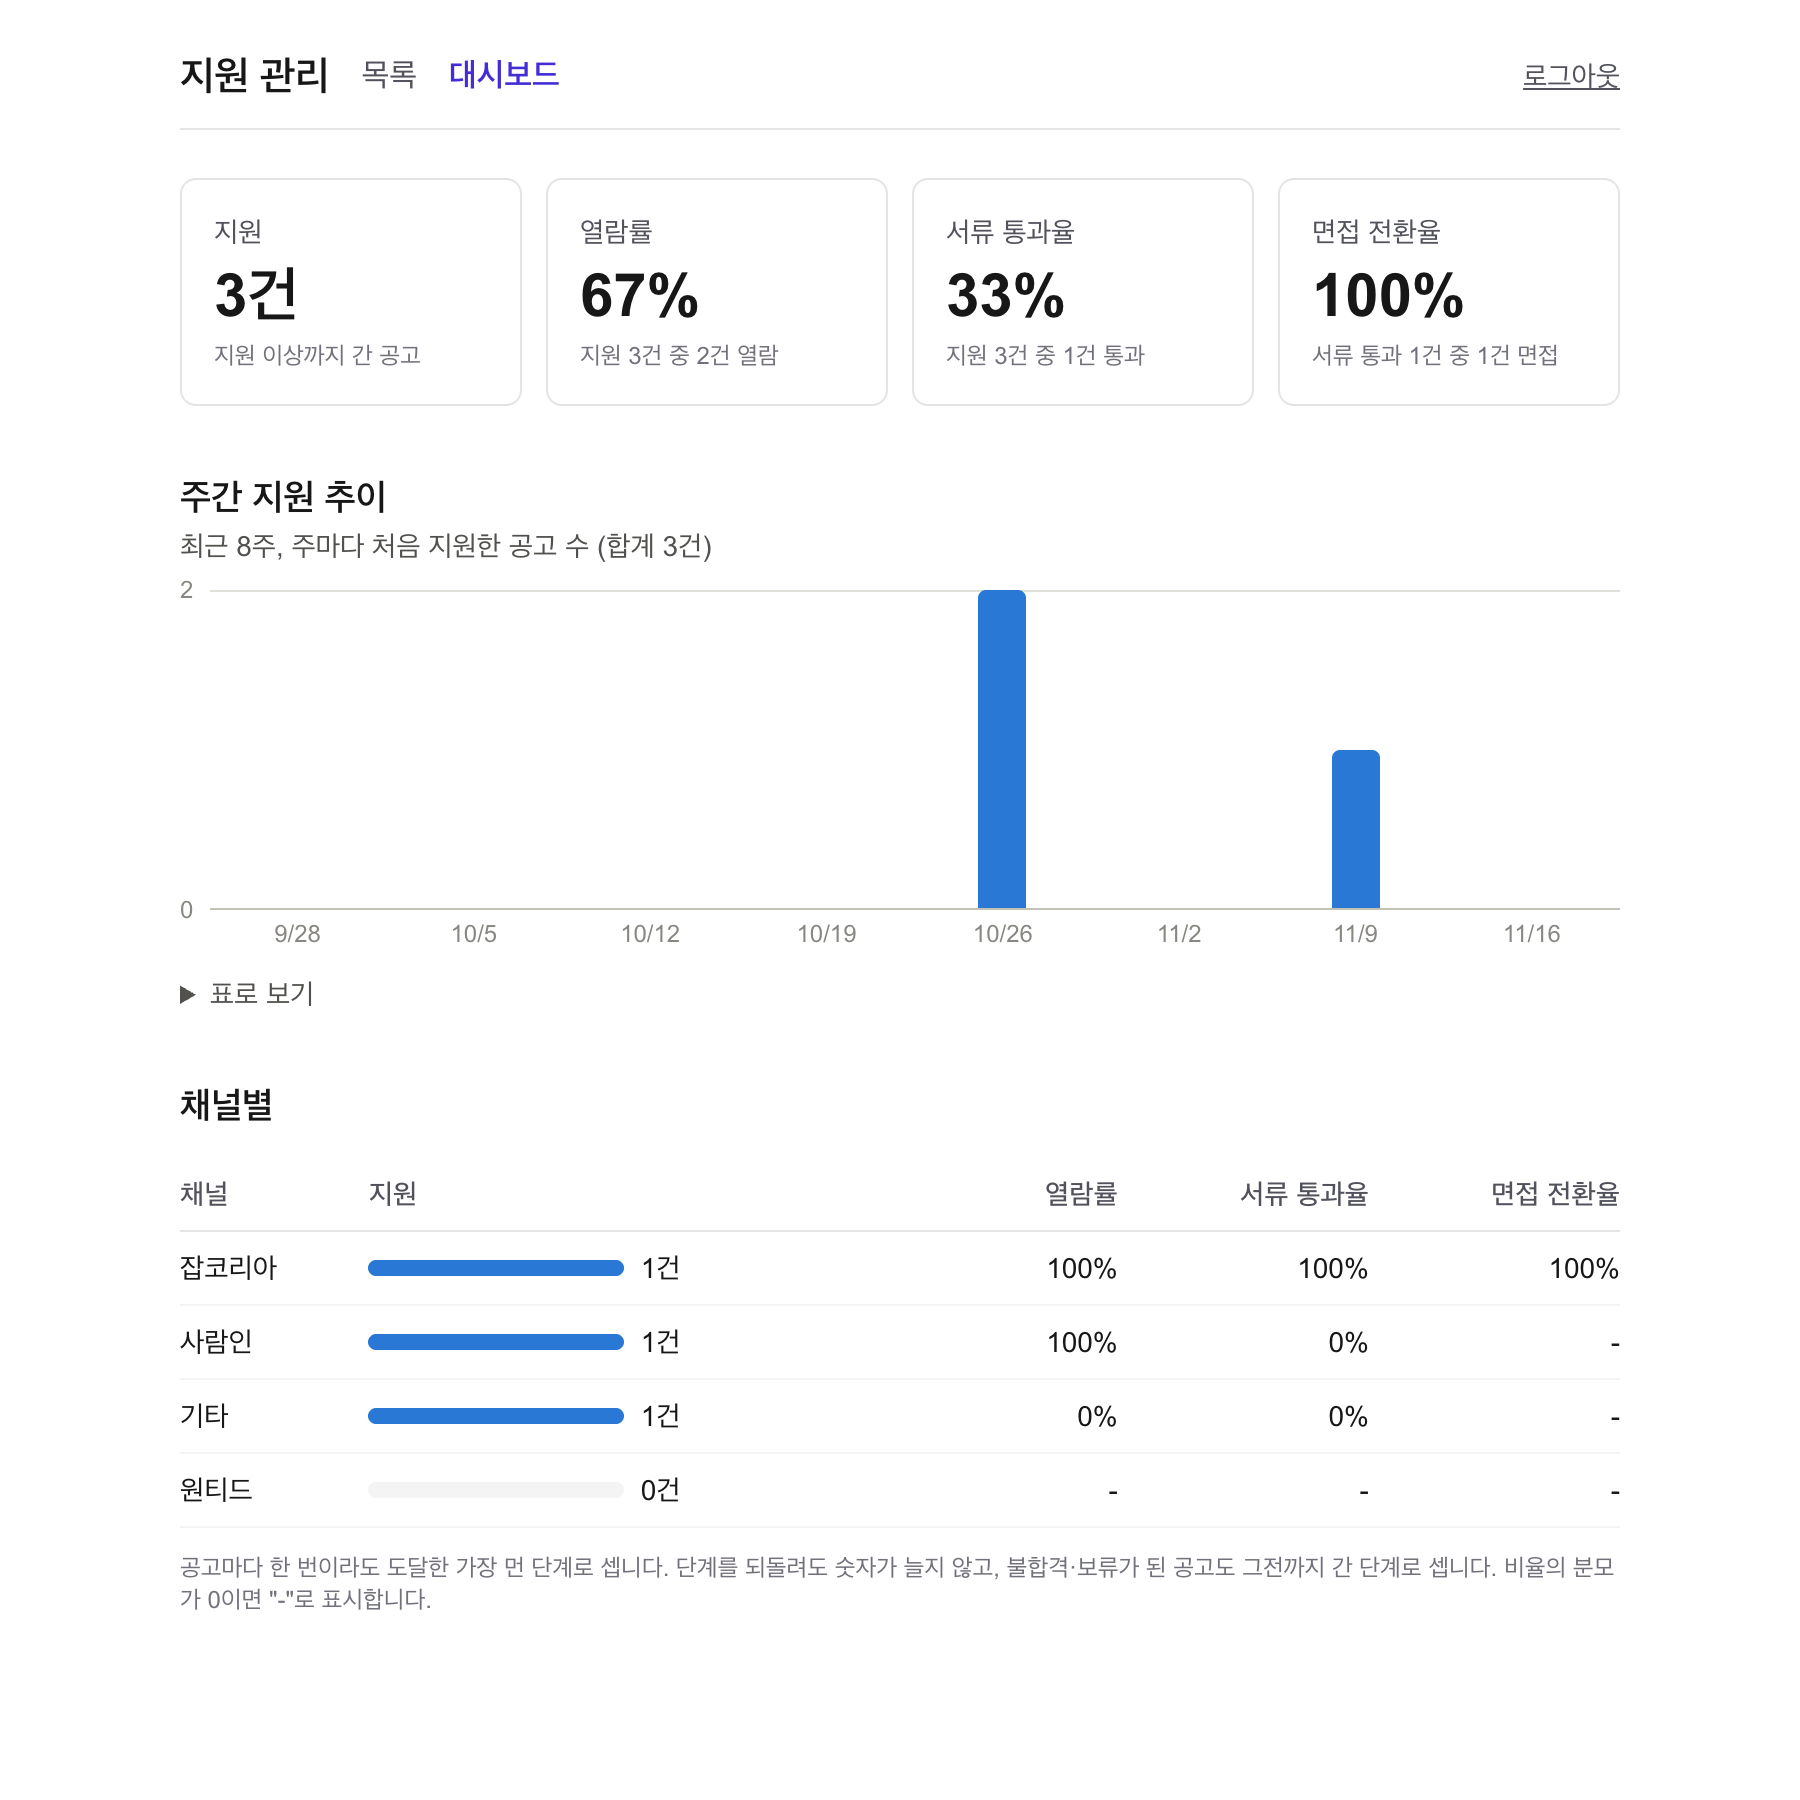 지원 관리 목록 대시보드 로그아웃
지원
3건
지원 이상까지 간 공고
열람률
67%
지원 3건 중 2건 열람
서류 통과율
33%
지원 3건 중 1건 통과
면접 전환율
100%
서류 통과 1건 중 1건 면접
주간 지원 추이
최근 8주, 주마다 처음 지원한 공고 수 (합계 3건)
2
0
9/28 10/5 10/12 10/19 10/26 11/2 11/9 11/16
▶ 표로 보기
채널별
채널 지원 열람률 서류 통과율 면접 전환율
잡코리아 1건 100% 100% 100%
사람인 1건 100% 0% -
기타 1건 0% 0% -
원티드 0건 - - -
공고마다 한 번이라도 도달한 가장 먼 단계로 셉니다. 단계를 되돌려도 숫자가 늘지 않고, 불합격·보류가 된 공고도 그전까지 간 단계로 셉니다. 비율의 분모
가 0이면 "-"로 표시합니다.